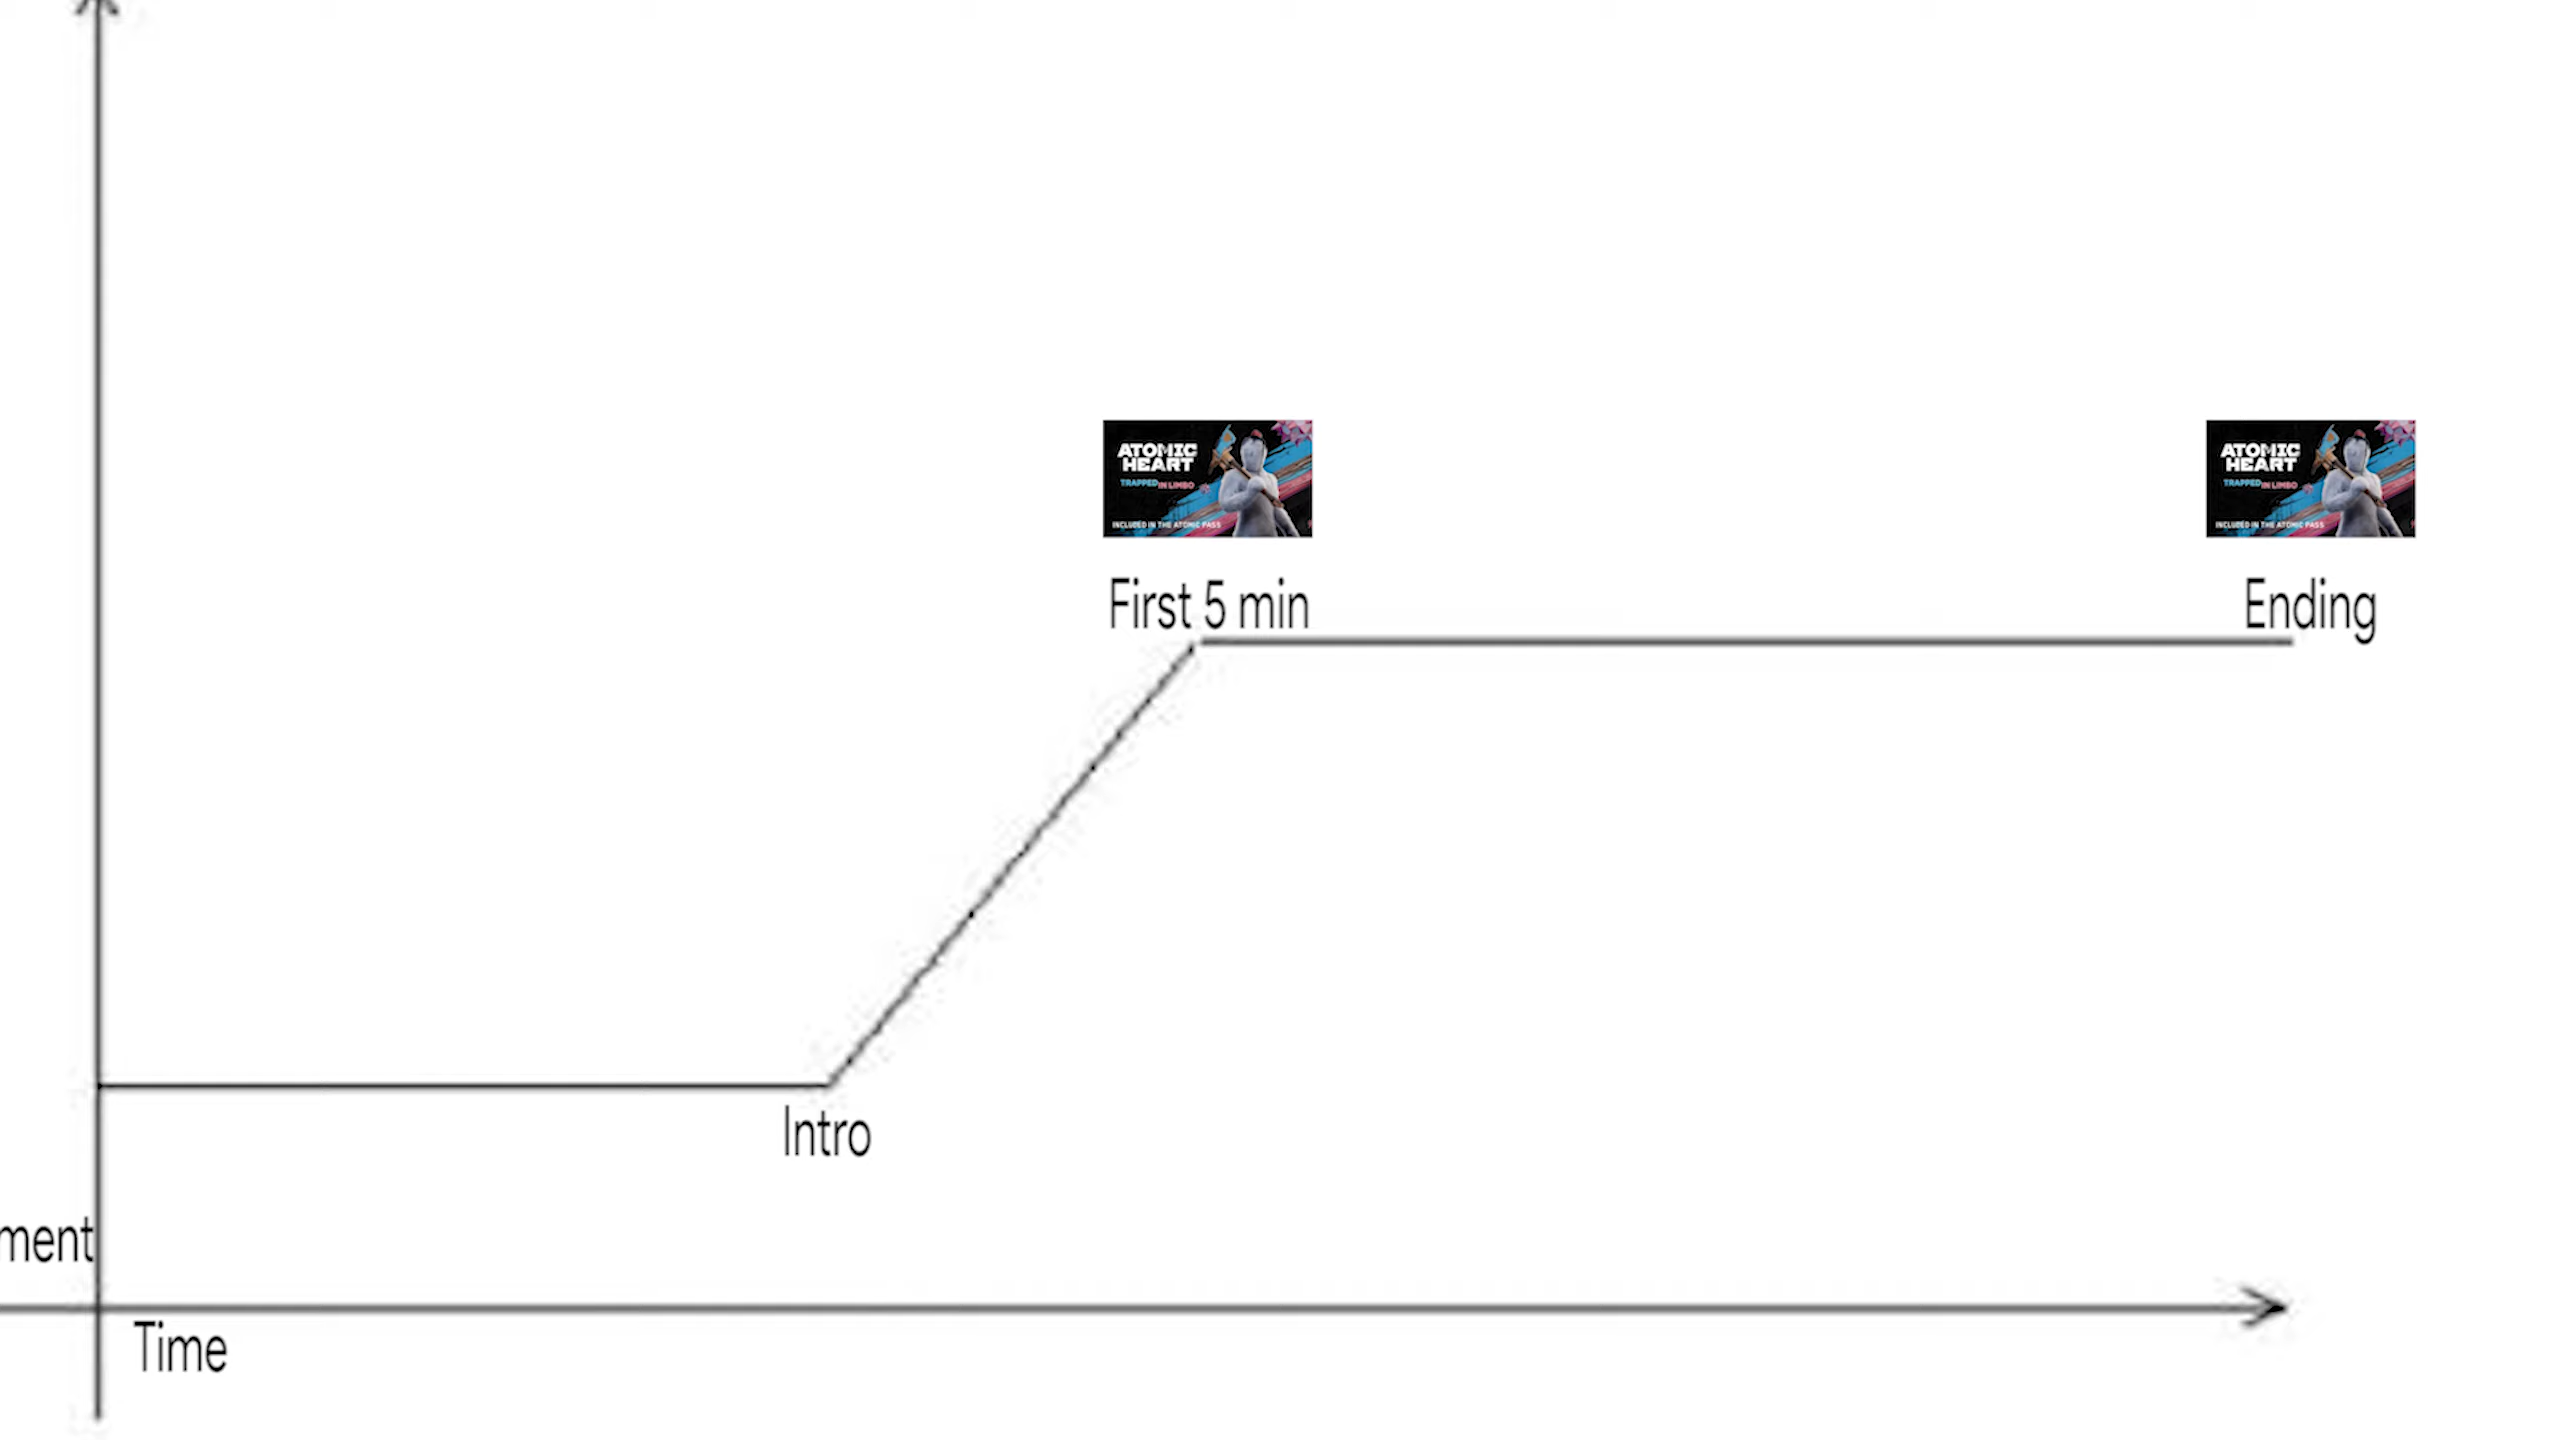 ATOMIC
HEART
TRAPPED IN LIMBO
INCLUDED IN THE ATOMIC PASS
ATOMIC
HEART
TRAPPED IN LIMBO
INCLUDED IN THE ATOMIC PASS
First 5 min
Ending
Intro
ment
Time